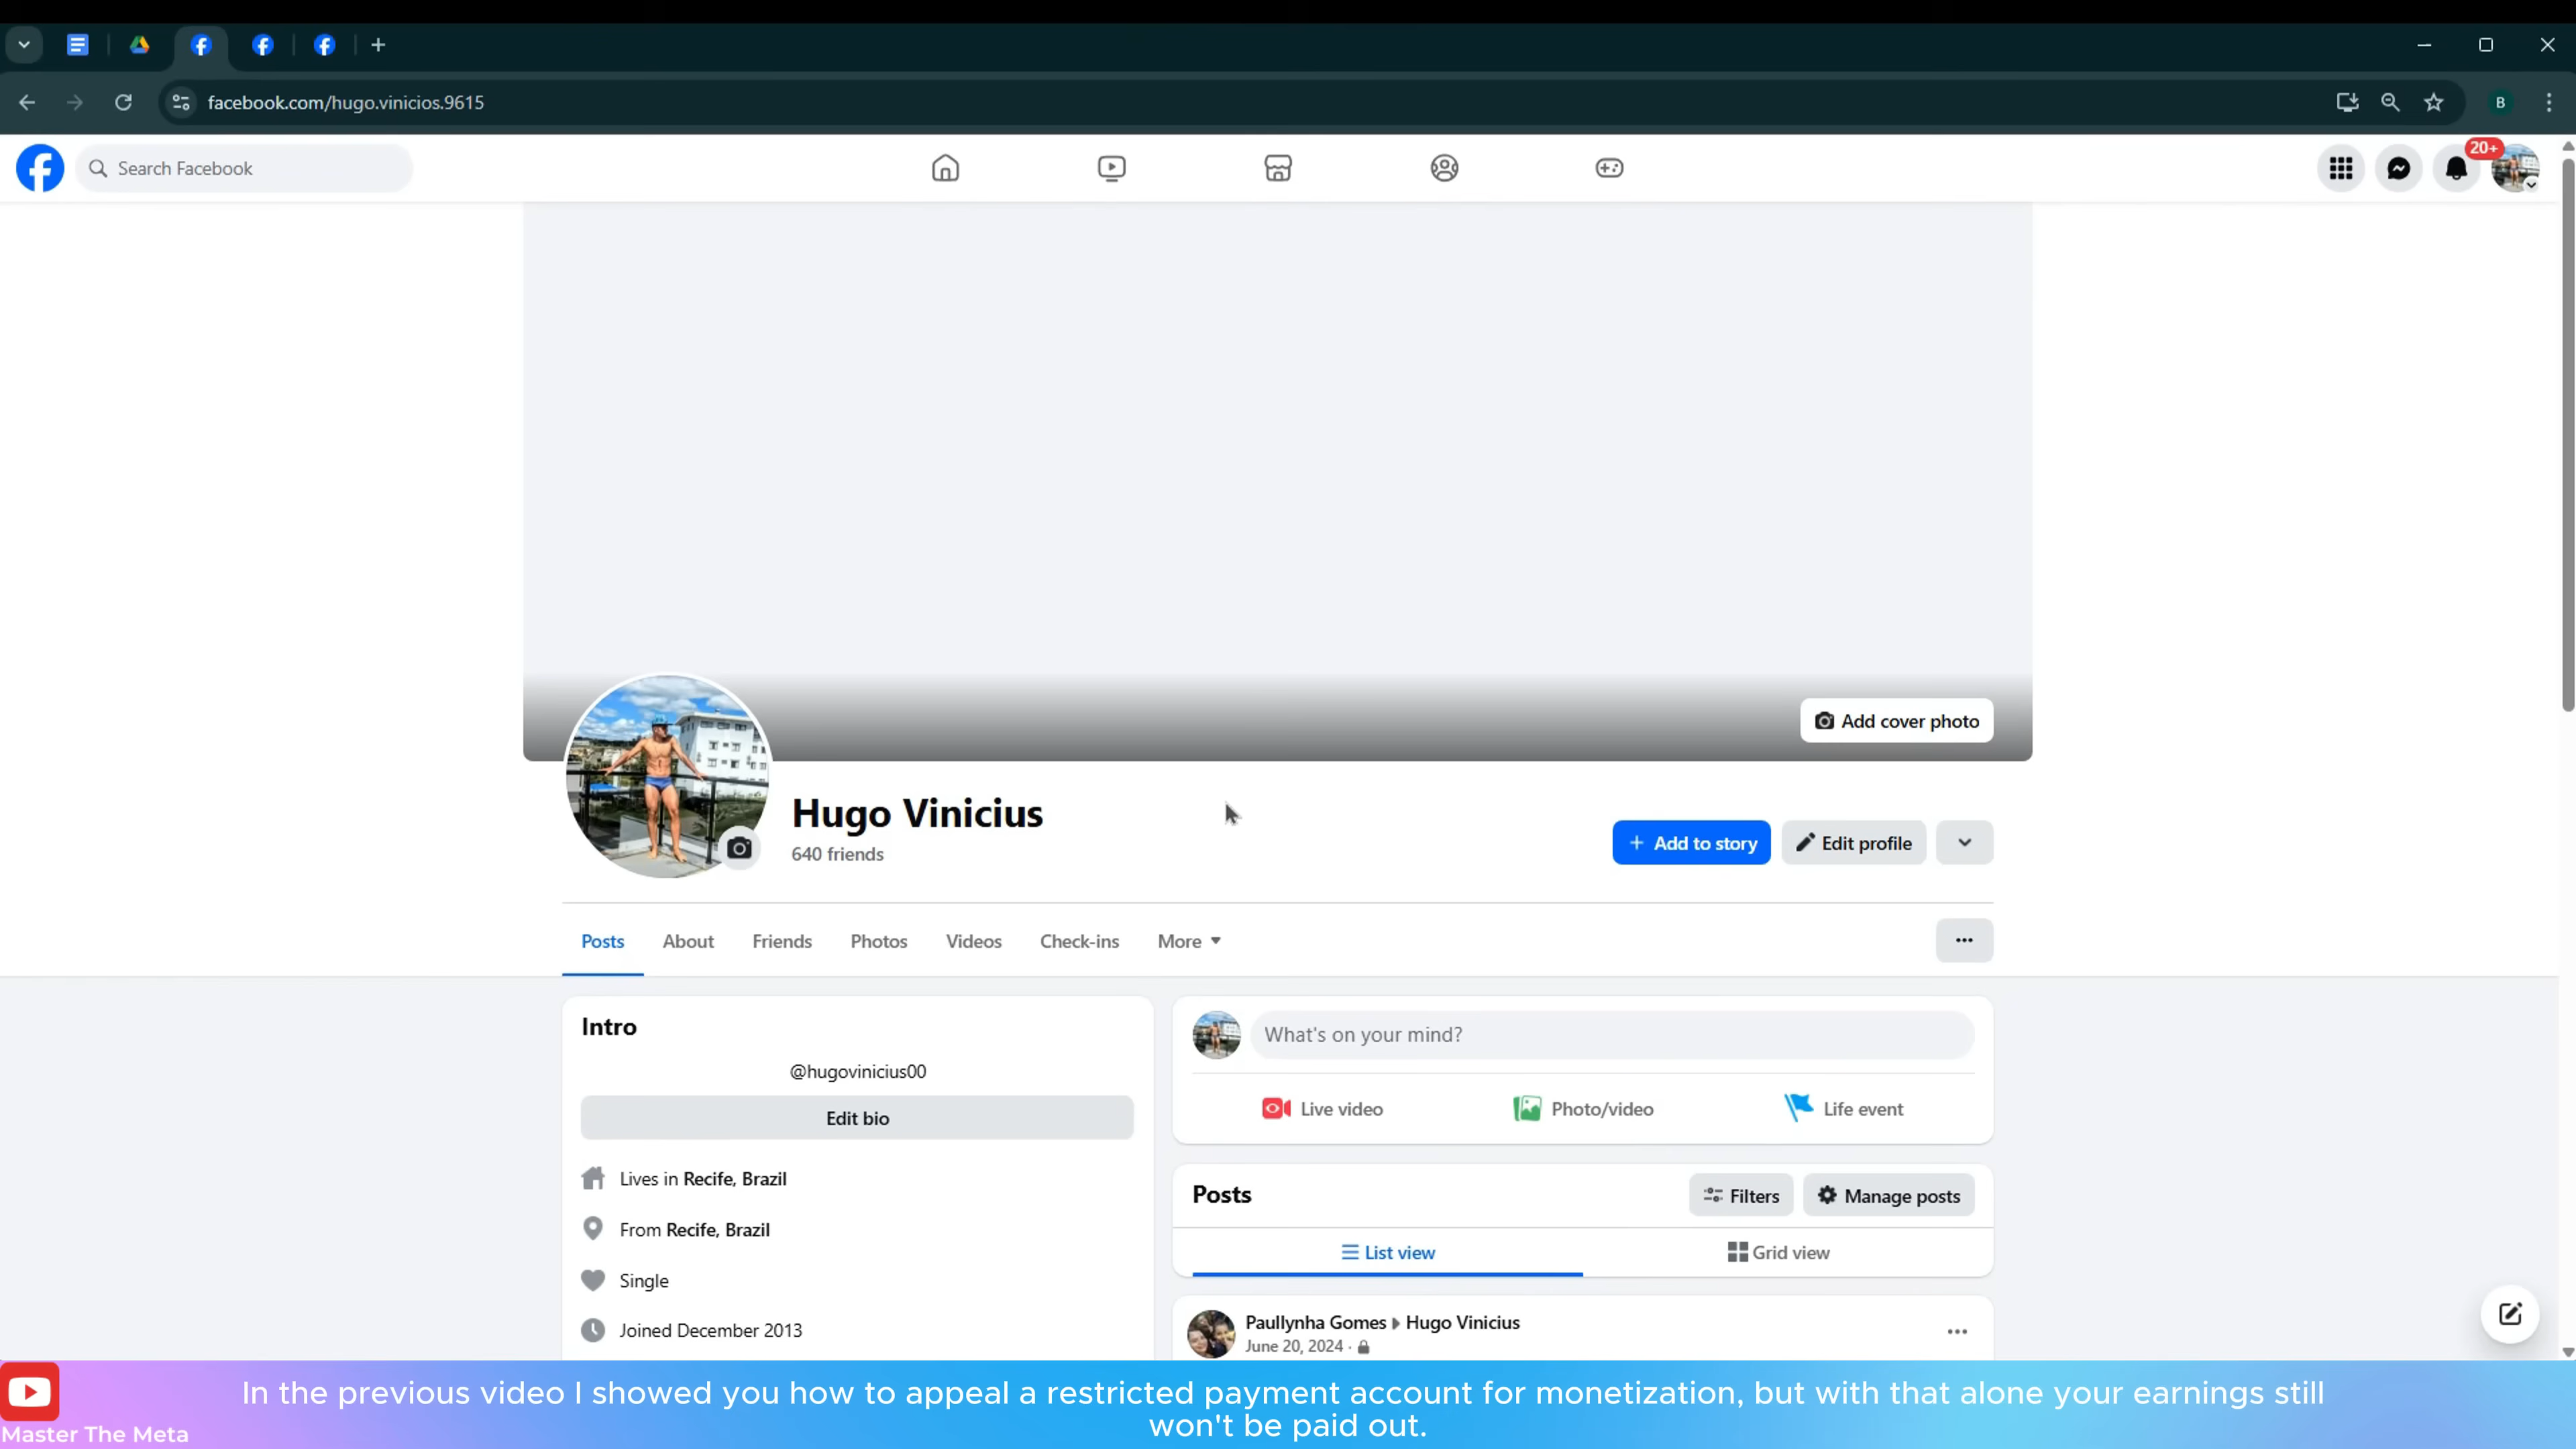 facebook.com/hugo.vinicios.9615
B
Search Facebook
20+
Add cover photo
Hugo Vinicius
640 friends
+ Add to story
Edit profile
Posts
About
Friends
Photos
Videos
Check-ins
More
Intro
@hugovinicius00
Edit bio
Lives in Recife, Brazil
From Recife, Brazil
Single
Joined December 2013
What's on your mind?
Live video
Photo/video
Life event
Posts
Filters
Manage posts
List view
Grid view
Paullynha Gomes
Hugo Vinicius
June 20, 2024 ·
In the previous video I showed you how to appeal a restricted payment account for monetization, but with that alone your earnings still
won't be paid out.
Master The Meta